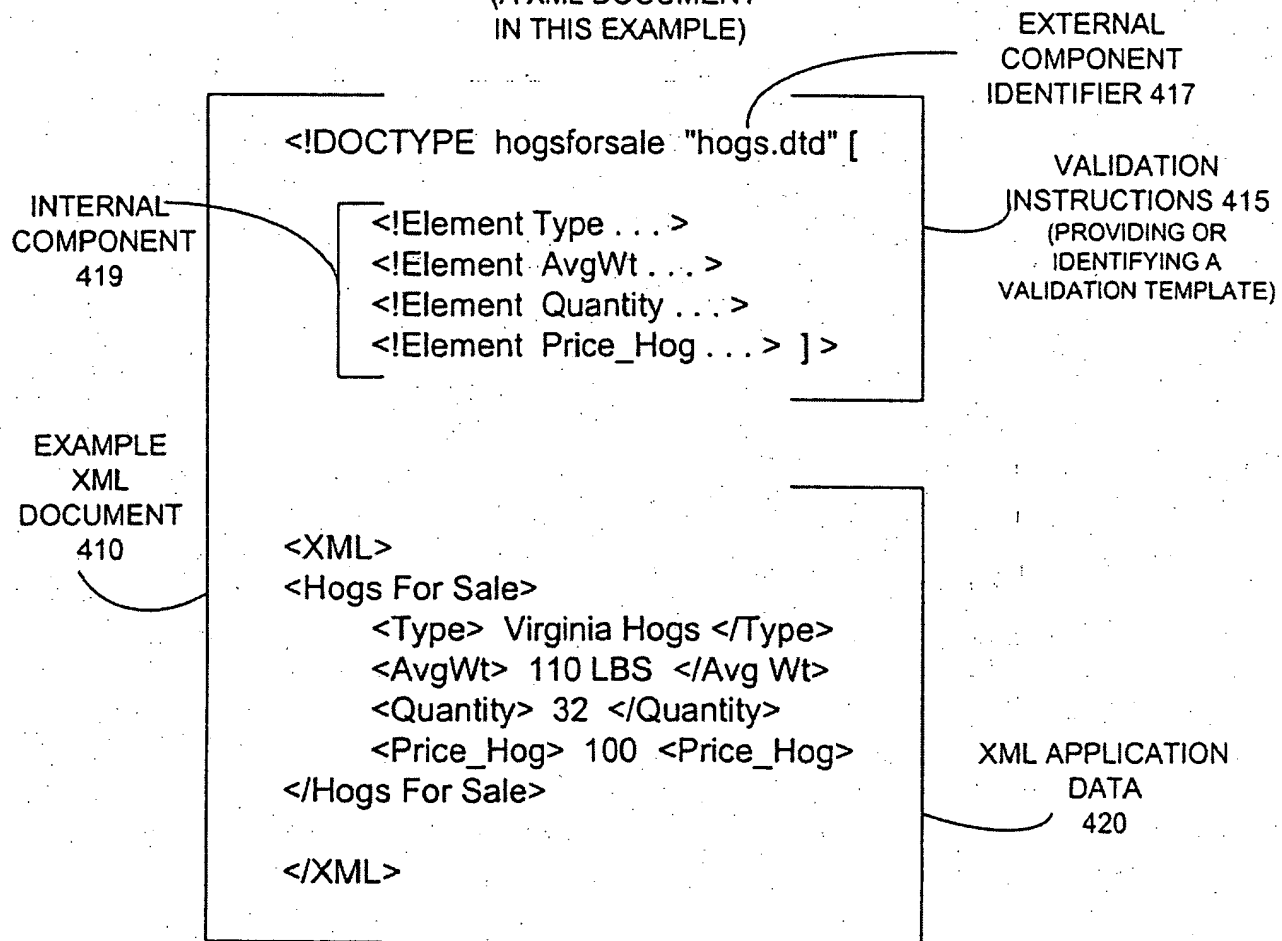 (A XML DOCUMENT
IN THIS EXAMPLE)
EXTERNAL
COMPONENT
IDENTIFIER 417
<!DOCTYPE hogsforsale "hogs.dtd" [
VALIDATION
INSTRUCTIONS 415
(PROVIDING OR
IDENTIFYING A
VALIDATION TEMPLATE)
INTERNAL
COMPONENT
419
<!Element Type . . . >
<!Element AvgWt . . . >
<!Element Quantity . . . >
<!Element Price_Hog . . . > ] >
EXAMPLE
XML
DOCUMENT
410
<XML>
<Hogs For Sale>
<Type> Virginia Hogs </Type>
<AvgWt> 110 LBS </Avg Wt>
<Quantity> 32 </Quantity>
<Price_Hog> 100 <Price_Hog>
</Hogs For Sale>
</XML>
XML APPLICATION
DATA
420